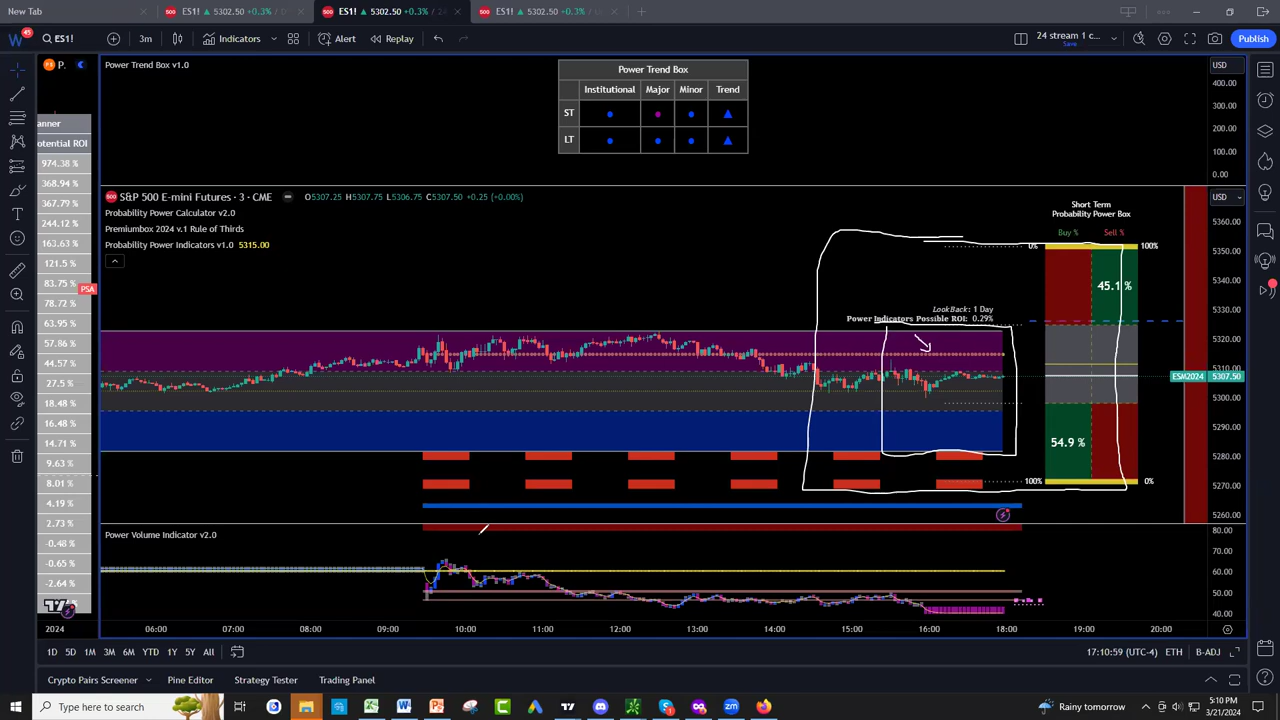 New Tab
ES1! ▲ 5302.50 +0.3%
ES1! ▲ 5302.50 +0.3% / 24
ES1! ▲ 5302.50 +0.3%
45
ES1!
3m
Indicators
Alert
Replay
24 stream 1 c...
Save
Publish
P.
Power Trend Box v1.0
Power Trend Box
Institutional Major Minor Trend
ST
LT
USD
400.00
300.00
200.00
100.00
0.00
anner
otential ROI
974.38 %
368.94 %
367.79 %
244.12 %
163.63 %
121.5 %
83.75 %
PSA
78.72 %
63.95 %
57.86 %
44.57 %
27.5 %
18.48 %
16.48 %
14.71 %
9.63 %
8.01 %
4.19 %
2.73 %
-0.48 %
-0.65 %
-2.64 %
S&P 500 E-mini Futures · 3 · CME O5307.25 H5307.75 L5306.75 C5307.50 +0.25 (+0.00%)
Probability Power Calculator v2.0
Premiumbox 2024 v.1 Rule of Thirds
Probability Power Indicators v1.0 5315.00
Short Term
Probability Power Box
Buy % Sell %
0% 100%
45.1 %
LookBack: 1 Day
Power Indicators Possible ROI: 0.29%
54.9 %
100% 0%
USD
5360.00
5350.00
5340.00
5330.00
5320.00
5310.00
ESM2024 5307.50
5300.00
5290.00
5280.00
5270.00
5260.00
Power Volume Indicator v2.0
80.00
70.00
60.00
50.00
40.00
2024 06:00 07:00 08:00 09:00 10:00 11:00 12:00 13:00 14:00 15:00 16:00 18:00 19:00 20:00
1D 5D 1M 3M 6M YTD 1Y 5Y All
17:10:59 (UTC-4) ETH B-ADJ
Crypto Pairs Screener Pine Editor Strategy Tester Trading Panel
Type here to search
Rainy tomorrow
5:10 PM
3/21/2024